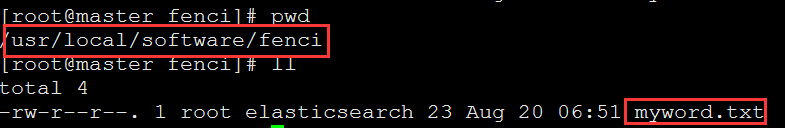 [root@master fenci]# pwd
/usr/local/software/fenci
[root@master fenci]# ll
total 4
-rw-r--r--. 1 root elasticsearch 23 Aug 20 06:51 myword.txt